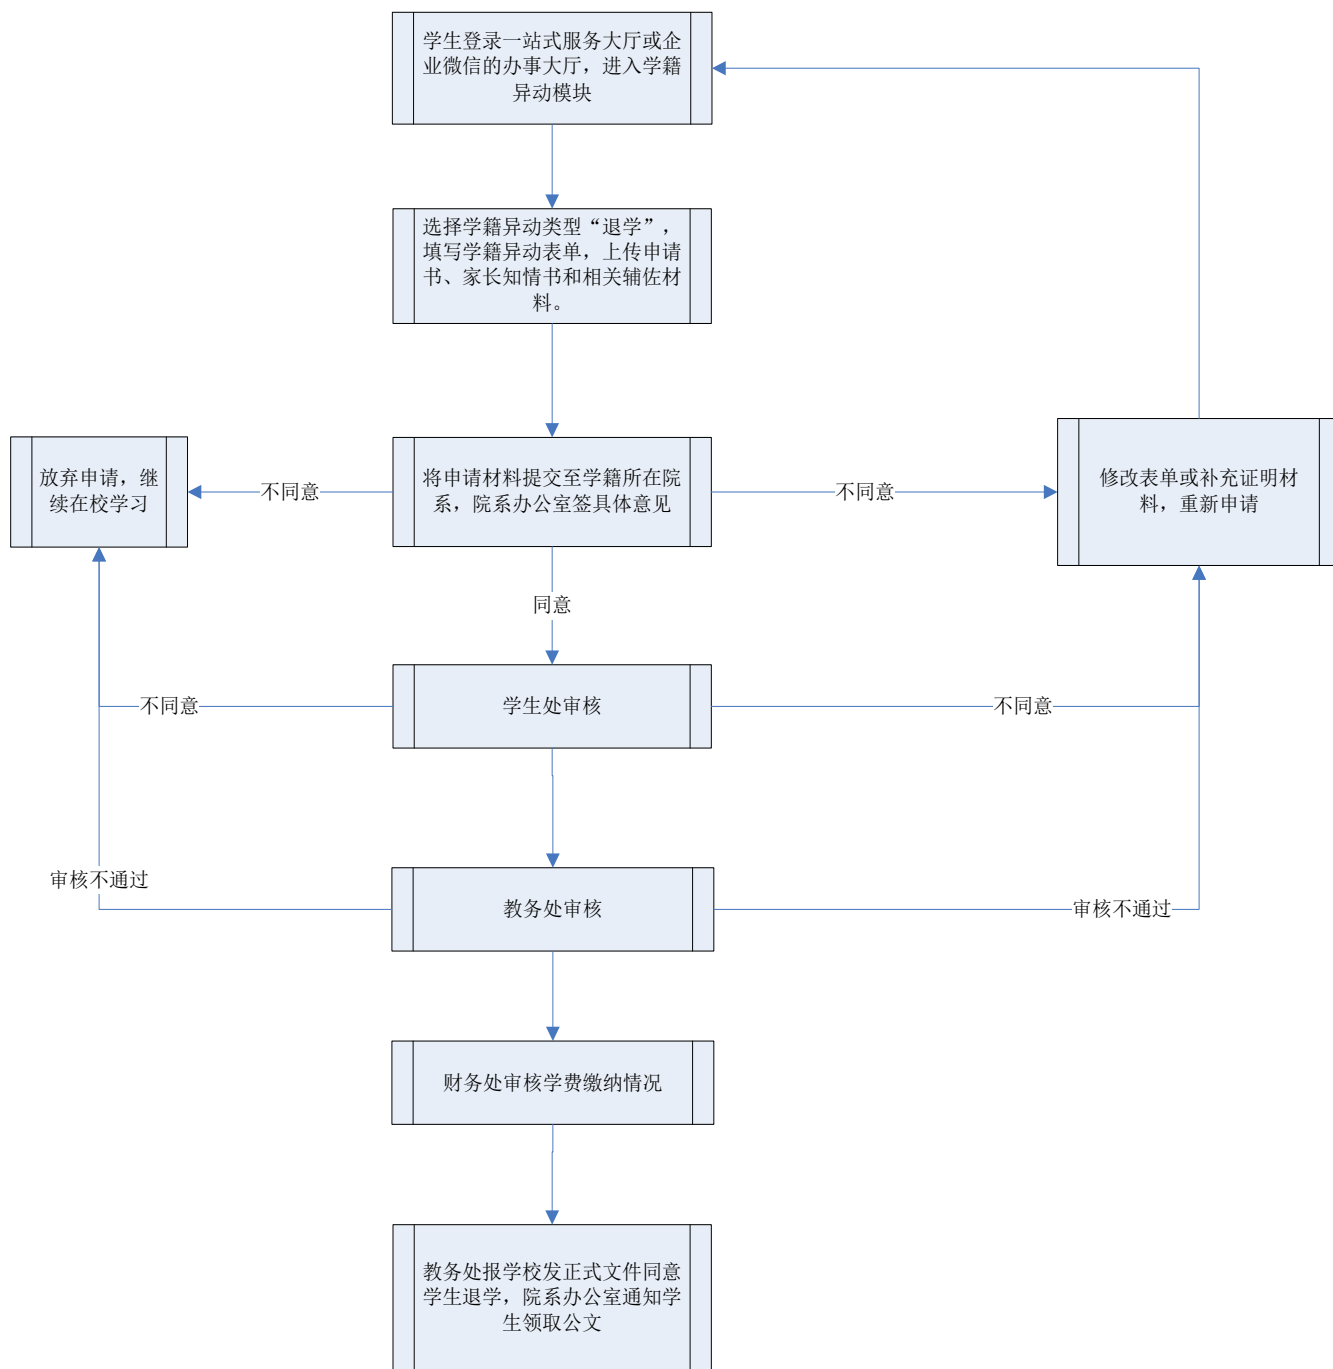 学生登录一站式服务大厅或企
业微信的办事大厅，进入学籍
异动模块
选择学籍异动类型“退学”，
填写学籍异动表单，上传申请
书、家长知情书和相关辅佐材
料。
放弃申请，继
续在校学习
不同意
将申请材料提交至学籍所在院
系，院系办公室签具体意见
不同意
修改表单或补充证明材
料，重新申请
同意
不同意
学生处审核
不同意
审核不通过
教务处审核
审核不通过
财务处审核学费缴纳情况
教务处报学校发正式文件同意
学生退学，院系办公室通知学
生领取公文